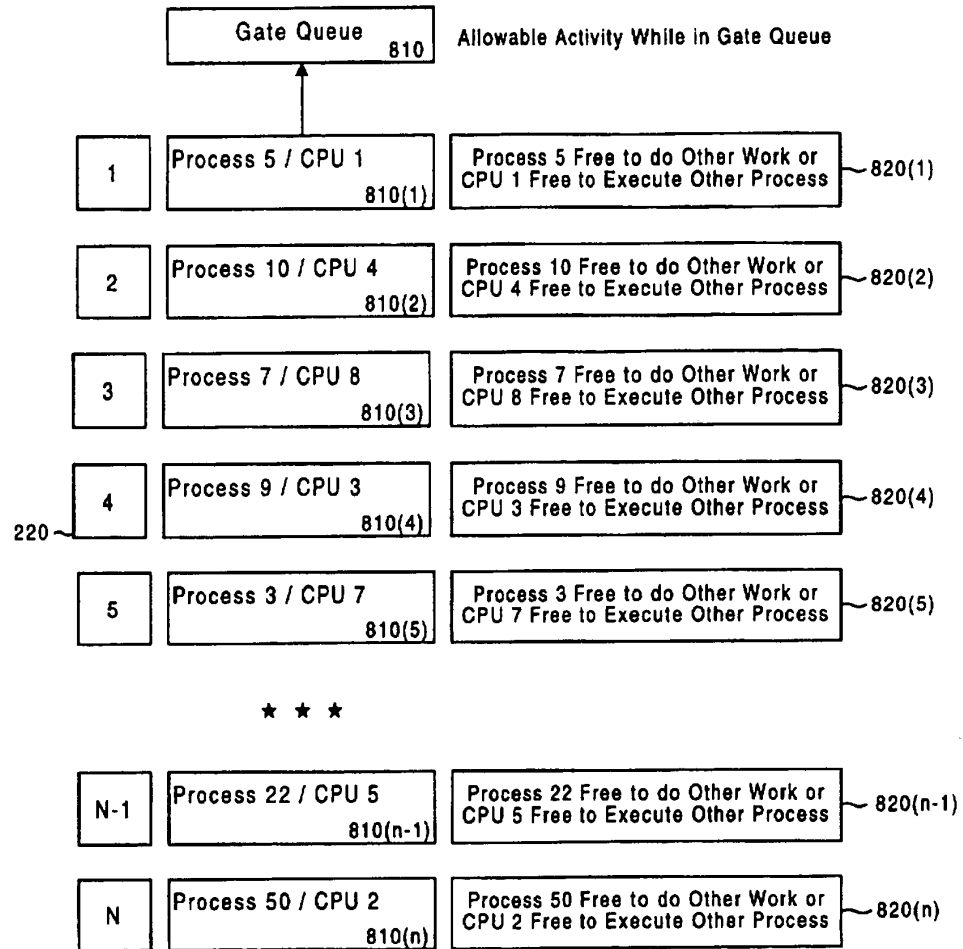 Gate Queue
810
Allowable Activity While in Gate Queue
1
Process 5 / CPU 1
810(1)
Process 5 Free to do Other Work or
CPU 1 Free to Execute Other Process
820(1)
2
Process 10 / CPU 4
810(2)
Process 10 Free to do Other Work or
CPU 4 Free to Execute Other Process
820(2)
3
Process 7 / CPU 8
810(3)
Process 7 Free to do Other Work or
CPU 8 Free to Execute Other Process
820(3)
220
4
Process 9 / CPU 3
810(4)
Process 9 Free to do Other Work or
CPU 3 Free to Execute Other Process
820(4)
5
Process 3 / CPU 7
810(5)
Process 3 Free to do Other Work or
CPU 7 Free to Execute Other Process
820(5)
★ ★ ★
N-1
Process 22 / CPU 5
810(n-1)
Process 22 Free to do Other Work or
CPU 5 Free to Execute Other Process
820(n-1)
N
Process 50 / CPU 2
810(n)
Process 50 Free to do Other Work or
CPU 2 Free to Execute Other Process
820(n)